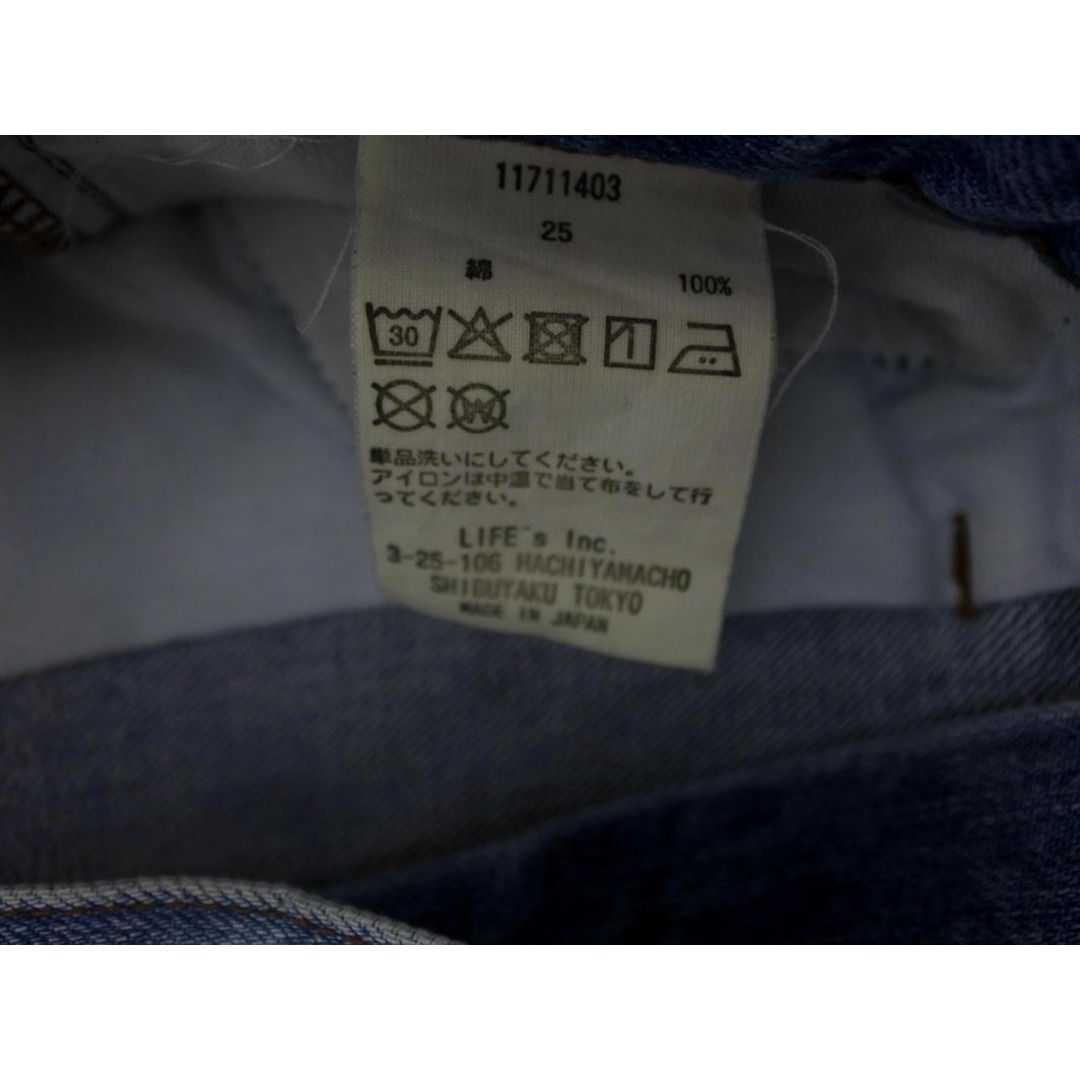 11711403
25
綿 100%
30
W
単品洗いにしてください。
アイロンは中温で当て布をして行
ってください。
LIFE's Inc.
3-25-106 HACHIYAMACHO
SHIBUYAKU TOKYO
MADE IN JAPAN